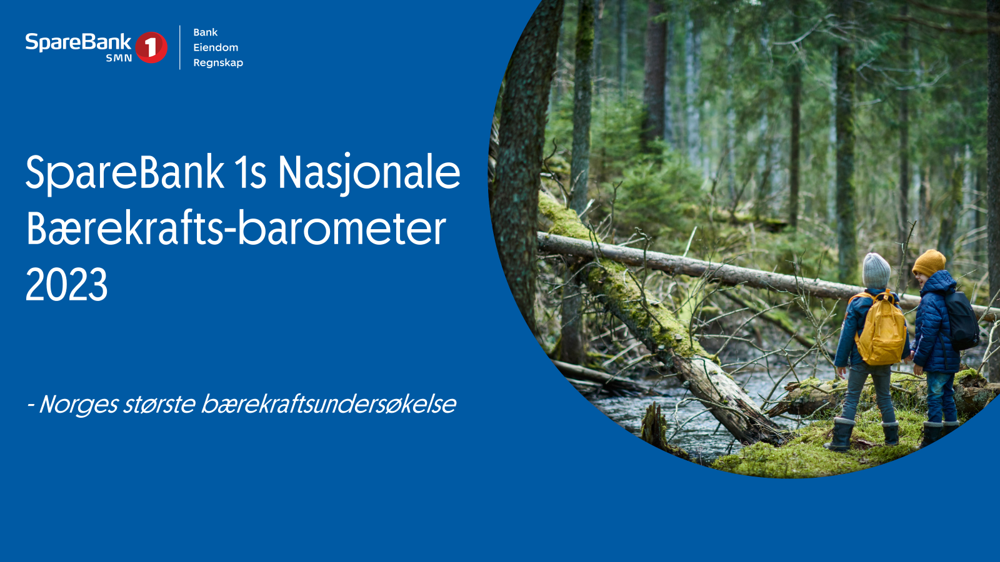 SpareBank 1
SMN
Bank
Eiendom
Regnskap
SpareBank 1s Nasjonale
Bærekrafts-barometer
2023
- Norges største bærekraftsundersøkelse